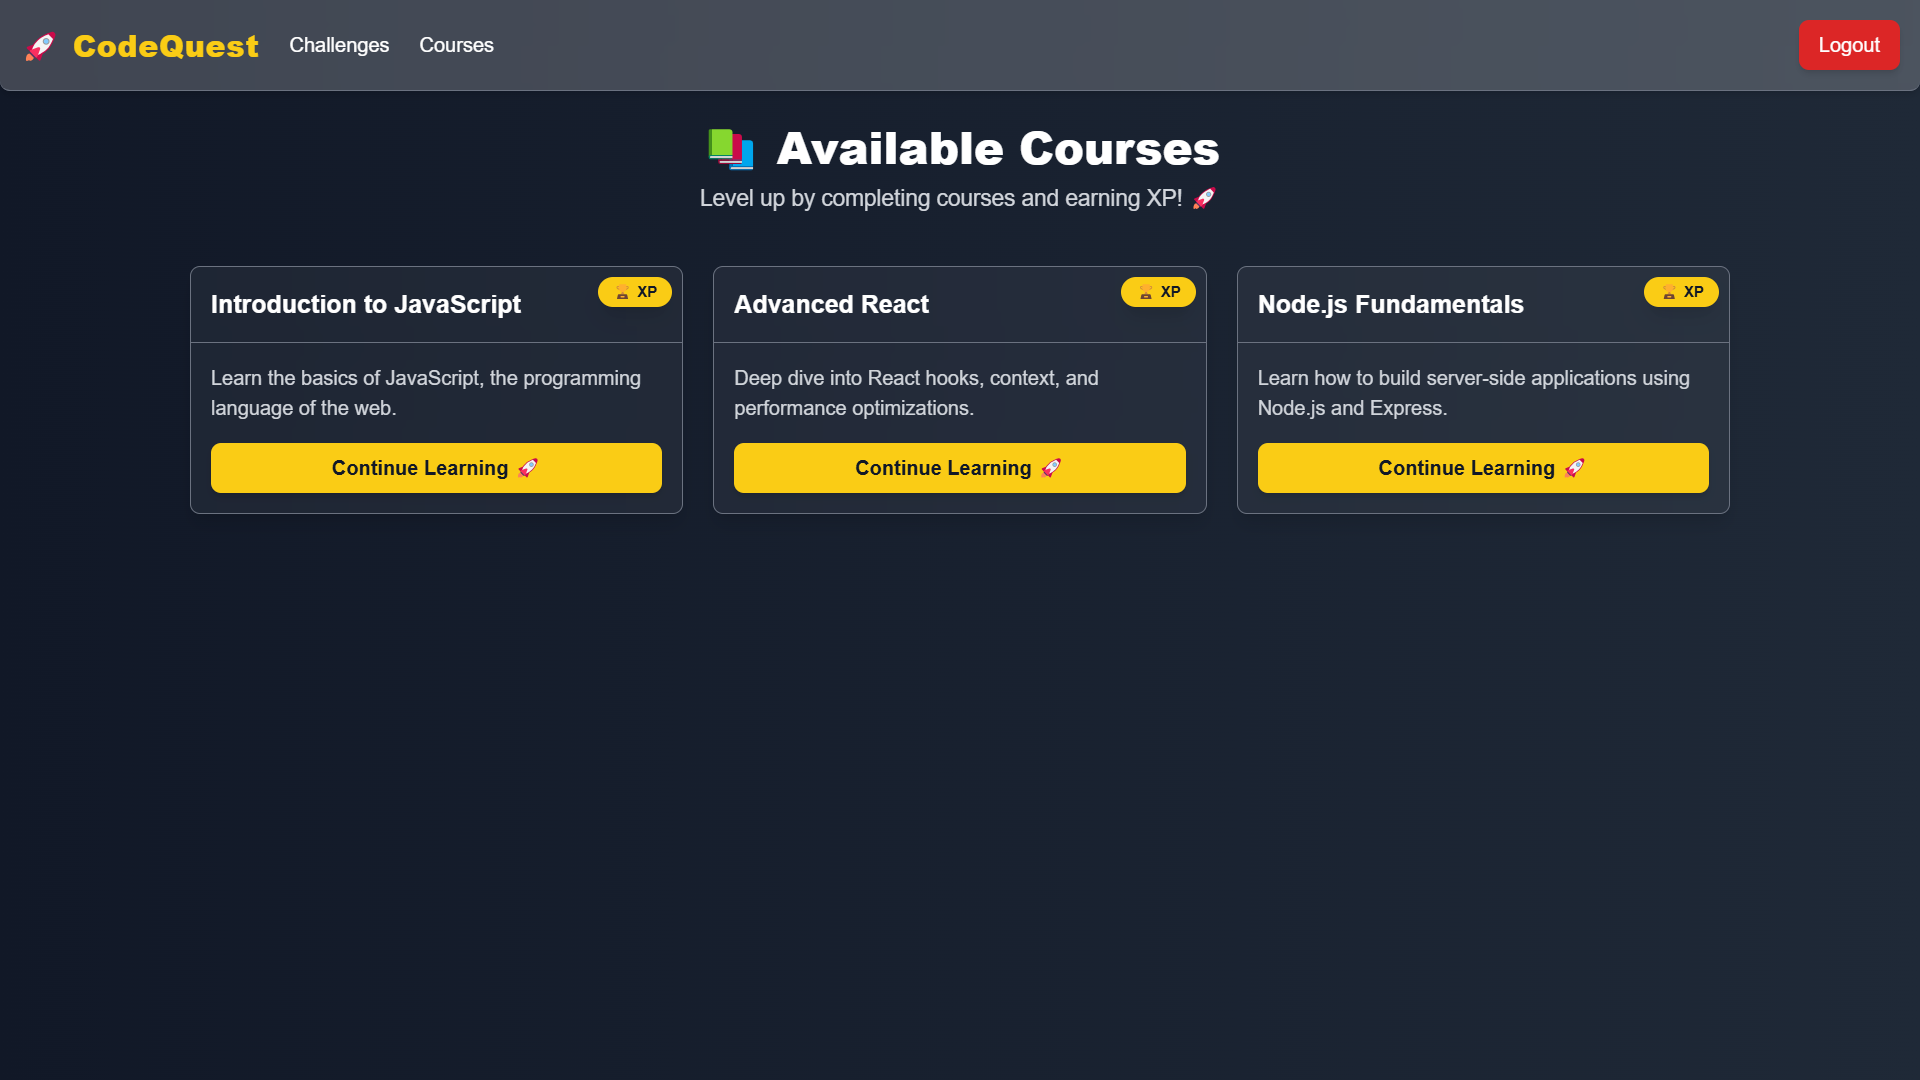 CodeQuest Challenges Courses Logout
Available Courses
Level up by completing courses and earning XP!
Introduction to JavaScript
XP
Learn the basics of JavaScript, the programming
language of the web.
Continue Learning
Advanced React
XP
Deep dive into React hooks, context, and
performance optimizations.
Continue Learning
Node.js Fundamentals
XP
Learn how to build server-side applications using
Node.js and Express.
Continue Learning